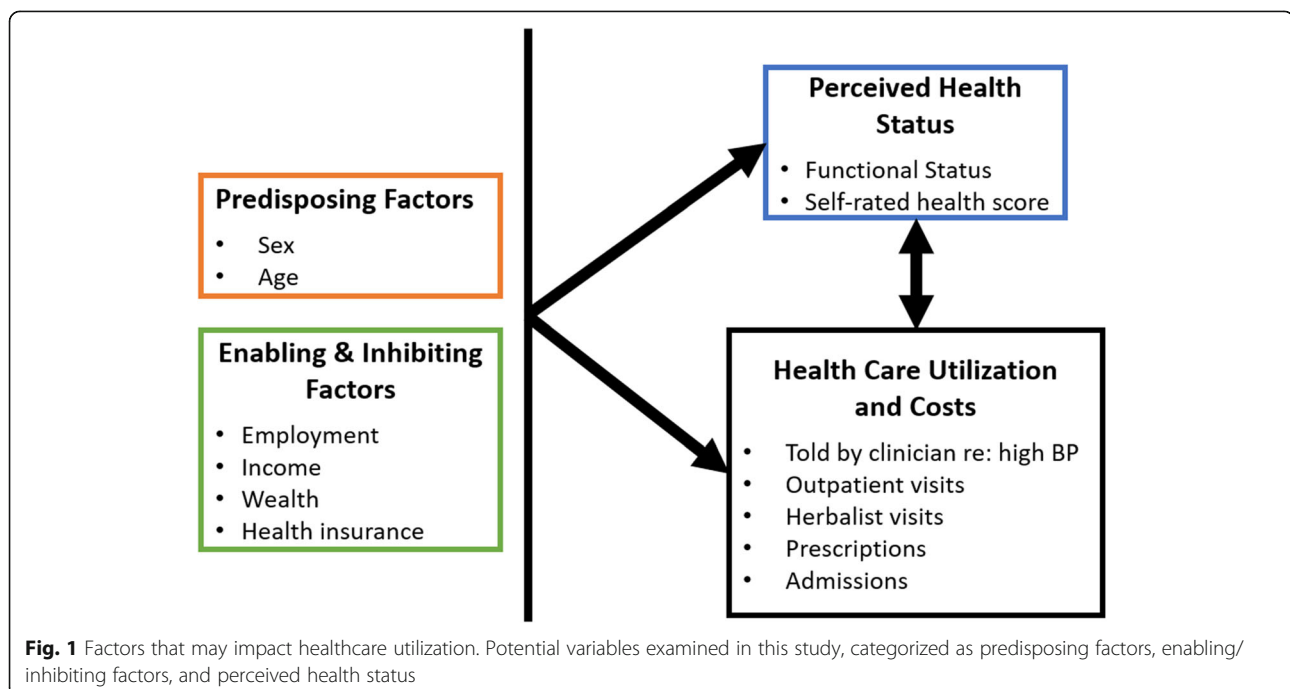 Predisposing Factors
• Sex
• Age
Enabling & Inhibiting
Factors
• Employment
• Income
• Wealth
• Health insurance
Perceived Health
Status
• Functional Status
• Self-rated health score
Health Care Utilization
and Costs
• Told by clinician re: high BP
• Outpatient visits
• Herbalist visits
• Prescriptions
• Admissions
Fig. 1 Factors that may impact healthcare utilization. Potential variables examined in this study, categorized as predisposing factors, enabling/
inhibiting factors, and perceived health status